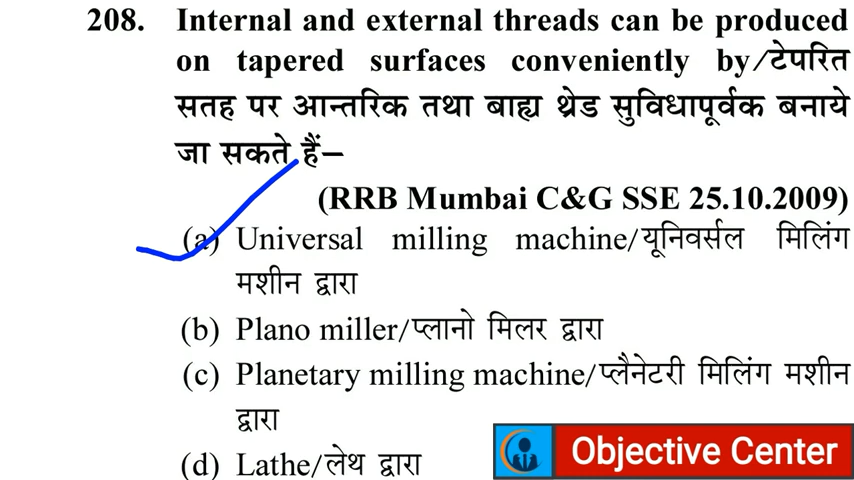 208. Internal and external threads can be produced
on tapered surfaces conveniently by/टेपरित
सतह पर आन्तरिक तथा बाह्य थ्रेड सुविधापूर्वक बनाये
जा सकते हैं–
(RRB Mumbai C&G SSE 25.10.2009)
(a) Universal milling machine/यूनिवर्सल मिलिंग
मशीन द्वारा
(b) Plano miller/प्लानो मिलर द्वारा
(c) Planetary milling machine/प्लैनेटरी मिलिंग मशीन
द्वारा
(d) Lathe/लेथ द्वारा
Objective Center